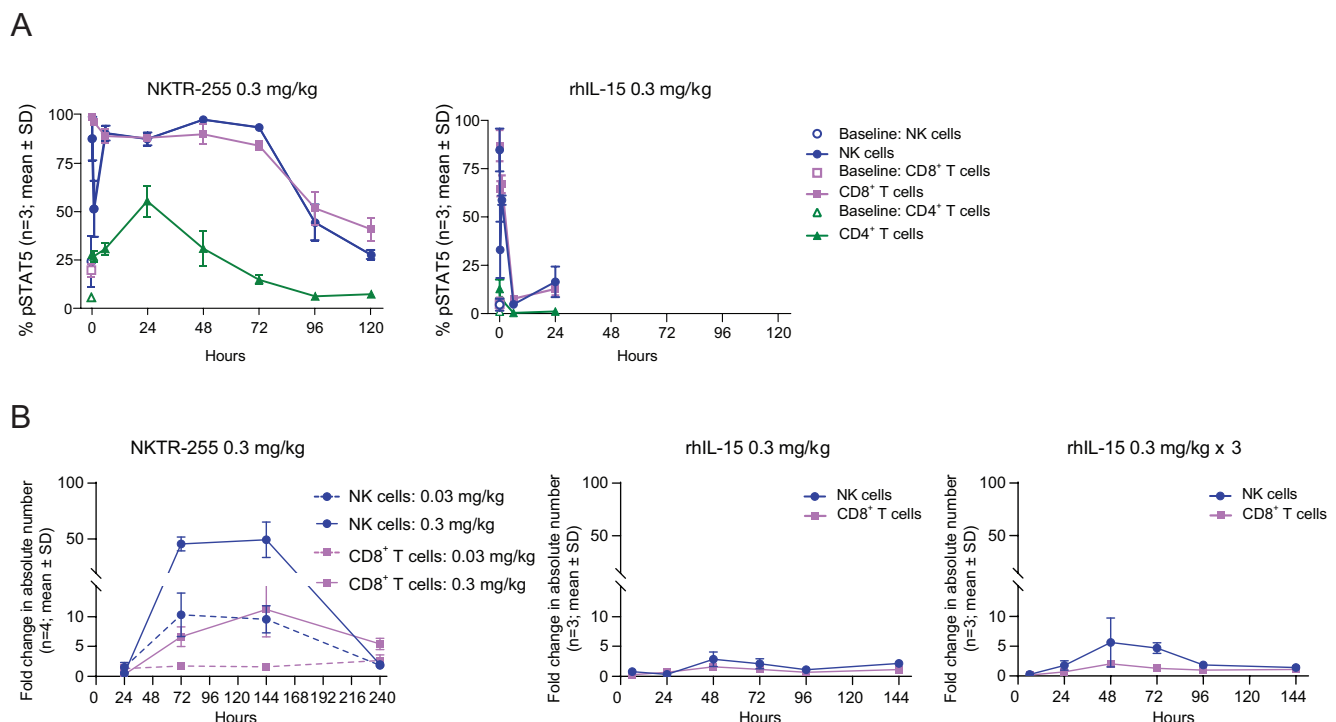 A
NKTR-255 0.3 mg/kg
% pSTAT5 (n=3; mean ± SD)
100
75
50
25
0
0 24 48 72 96 120
Hours
rhIL-15 0.3 mg/kg
% pSTAT5 (n=3; mean ± SD)
100
75
50
25
0
0 24 48 72 96 120
Hours
Baseline: NK cells
NK cells
Baseline: CD8⁺ T cells
CD8⁺ T cells
Baseline: CD4⁺ T cells
CD4⁺ T cells
B
NKTR-255 0.3 mg/kg
Fold change in absolute number
(n=4; mean ± SD)
100
50
10
5
0
0 24 48 72 96 120 144 168 192 216 240
Hours
NK cells: 0.03 mg/kg
NK cells: 0.3 mg/kg
CD8⁺ T cells: 0.03 mg/kg
CD8⁺ T cells: 0.3 mg/kg
rhIL-15 0.3 mg/kg
Fold change in absolute number
(n=3; mean ± SD)
100
50
10
5
0
0 24 48 72 96 120 144
Hours
NK cells
CD8⁺ T cells
rhIL-15 0.3 mg/kg x 3
Fold change in absolute number
(n=3; mean ± SD)
100
50
10
5
0
0 24 48 72 96 120 144
Hours
NK cells
CD8⁺ T cells